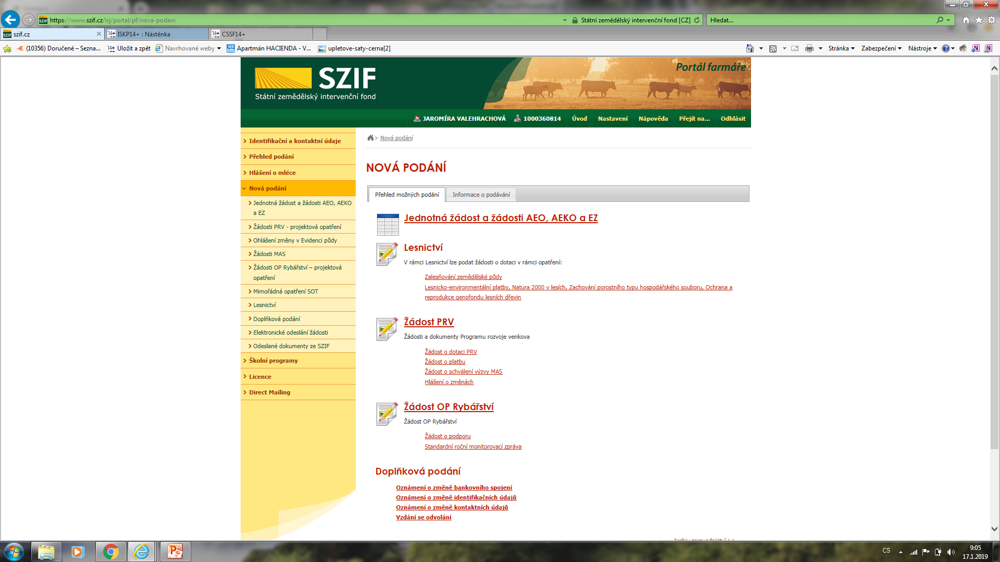 https://www.szif.cz/irj/portal/pf/nova-podani
Státní zemědělský intervenční fond [CZ]
Hledat...
szif.cz
ISKP14+ : Nástěnka
CSSF14+
(10356) Doručené – Sezna...
Uložit a zpět
Navrhované weby
Apartmán HACIENDA - V...
upletove-saty-cerna[2]
Stránka
Zabezpečení
Nástroje
SZIF
Státní zemědělský intervenční fond
Portál farmáře
JAROMÍRA VALEHRACHOVÁ
1000360814
Úvod
Nastavení
Nápověda
Přejít na...
Odhlásit
Identifikační a kontaktní údaje
Přehled podání
Hlášení o mléce
Nová podání
Jednotná žádost a žádosti AEO, AEKO
a EZ
Žádosti PRV - projektová opatření
Ohlášení změny v Evidenci půdy
Žádosti MAS
Žádosti OP Rybářství – projektová
opatření
Mimořádná opatření SOT
Lesnictví
Doplňková podání
Elektronické odeslání žádosti
Odeslané dokumenty ze SZIF
Školní programy
Licence
Direct Mailing
> Nová podání
NOVÁ PODÁNÍ
Přehled možných podání
Informace o podávání
Jednotná žádost a žádosti AEO, AEKO a EZ
Lesnictví
V rámci Lesnictví lze podat žádosti o dotaci v rámci opatření:
Zalesňování zemědělské půdy
Lesnicko-environmentální platby, Natura 2000 v lesích, Zachování porostního typu hospodářského souboru, Ochrana a
reprodukce genofondu lesních dřevin
Žádost PRV
Žádosti a dokumenty Programu rozvoje venkova
Žádost o dotaci PRV
Žádost o platbu
Žádost o schválení výzvy MAS
Hlášení o změnách
Žádost OP Rybářství
Žádost OP Rybářství
Žádost o podporu
Standardní roční monitorovací zpráva
Doplňková podání
Oznámení o změně bankovního spojení
Oznámení o změně identifikačních údajů
Oznámení o změně kontaktních údajů
Vzdání se odvolání
CS
9:05
17.1.2019